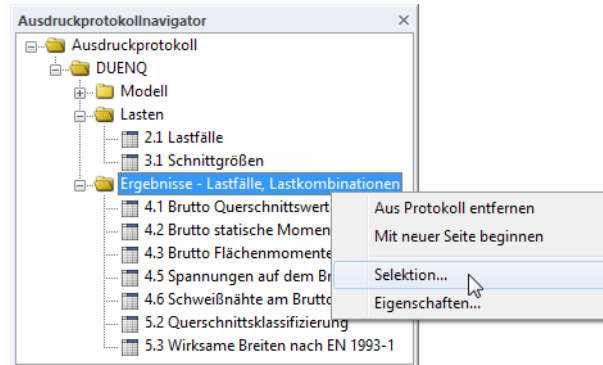 Ausdruckprotokollnavigator
Ausdruckprotokoll
DUENQ
Modell
Lasten
2.1 Lastfälle
3.1 Schnittgrößen
Ergebnisse - Lastfälle, Lastkombinationen
4.1 Brutto Querschnittswert
4.2 Brutto statische Momen
4.3 Brutto Flächenmomente
4.5 Spannungen auf dem Br
4.6 Schweißnähte am Brutto
5.2 Querschnittsklassifizierung
5.3 Wirksame Breiten nach EN 1993-1
Aus Protokoll entfernen
Mit neuer Seite beginnen
Selektion...
Eigenschaften...